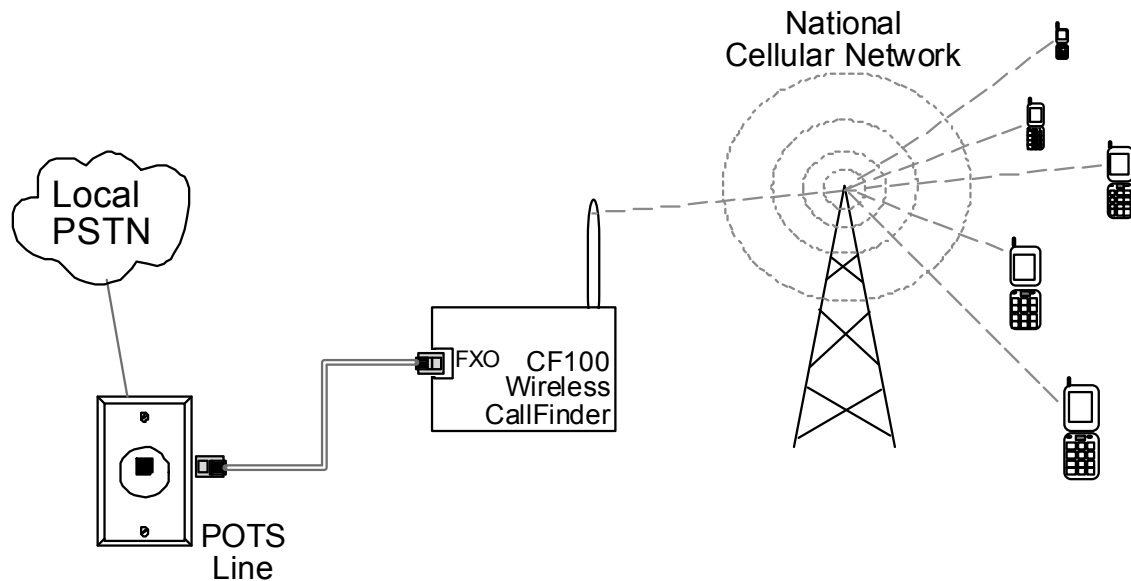 National
Cellular Network
Local
PSTN
FXO
CF100
Wireless
CallFinder
POTS
Line